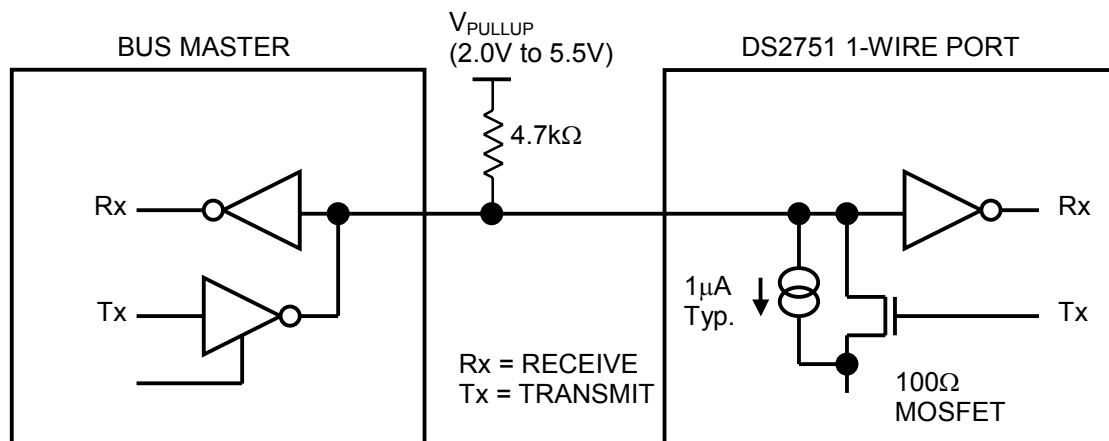 BUS MASTER
VPULLUP
(2.0V to 5.5V)
DS2751 1-WIRE PORT
4.7kΩ
Rx
Rx
Tx
1μA
Typ.
Tx
Rx = RECEIVE
Tx = TRANSMIT
100Ω
MOSFET